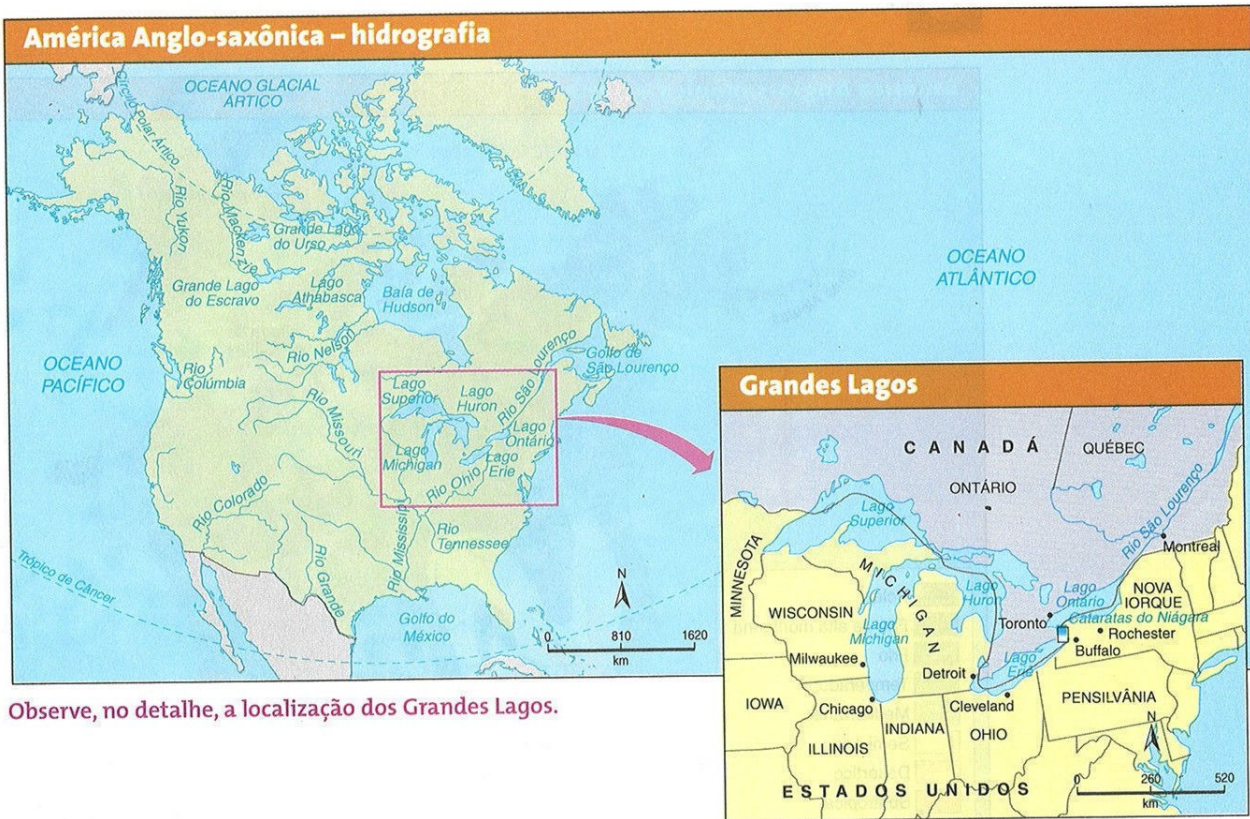 América Anglo-saxônica – hidrografia
OCEANO GLACIAL
ÁRTICO
Círculo Polar Ártico
Rio Yukon
Rio Mackenzi
Grande Lago
do Urso
Grande Lago
do Escravo
Lago
Athabasca
Baía de
Hudson
OCEANO
ATLÂNTICO
OCEANO
PACÍFICO
Rio
Colúmbia
Rio Nelson
Rio São Lourenço
Golfo de
São Lourenço
Lago
Superior
Lago
Huron
Rio Missouri
Lago
Ontário
Lago
Michigan
Lago
Erie
Rio Ohio
Rio Colorado
Rio Mississípi
Rio
Tennessee
Rio Grande
Trópico de Câncer
Golfo do
México
N
0 810 1620
km
Observe, no detalhe, a localização dos Grandes Lagos.
Grandes Lagos
CANADÁ
QUÉBEC
ONTÁRIO
Lago
Superior
Rio São Lourenço
Montreal
MINNESOTA
MICHIGAN
WISCONSIN
Lago
Huron
Lago
Ontário
NOVA
IORQUE
Toronto
Cataratas do Niágara
Rochester
Buffalo
Lago
Michigan
Milwaukee
Detroit
Lago
Erie
PENSILVÂNIA
IOWA
Chicago
Cleveland
INDIANA
OHIO
ILLINOIS
N
ESTADOS UNIDOS
0 260 520
km